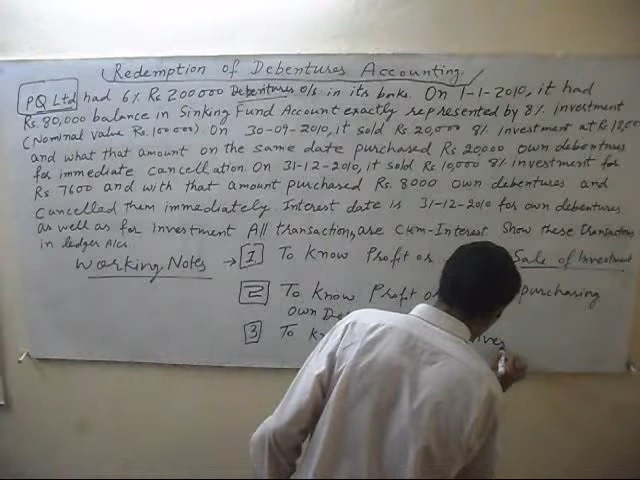 Redemption of Debentures Accounting
PQ Ltd had 6% Rs 200000 Debentures o/s in its books. On 1-1-2010, it had
Rs. 80,000 balance in Sinking Fund Account exactly represented by 8% investment
(Nominal value Rs. 100000) On 30-09-2010, it sold Rs 20,000 8% investment at Rs
and what that amount on the same date purchased Rs 20,000 own debentures
for immediate cancellation. On 31-12-2010, it sold Rs 10,000 8% investment for
Rs 7600 and with that amount purchased Rs. 8000 own debentures and
Cancelled them immediately. Interest date is 31-12-2010 for own debentures
as well as for investment All transactions are Cum-Interest Show these transactions
in ledger A/Cs
Working Notes → 1 To Know Profit or Sale of Investment
2 To Know Profit purchasing
own
3 To